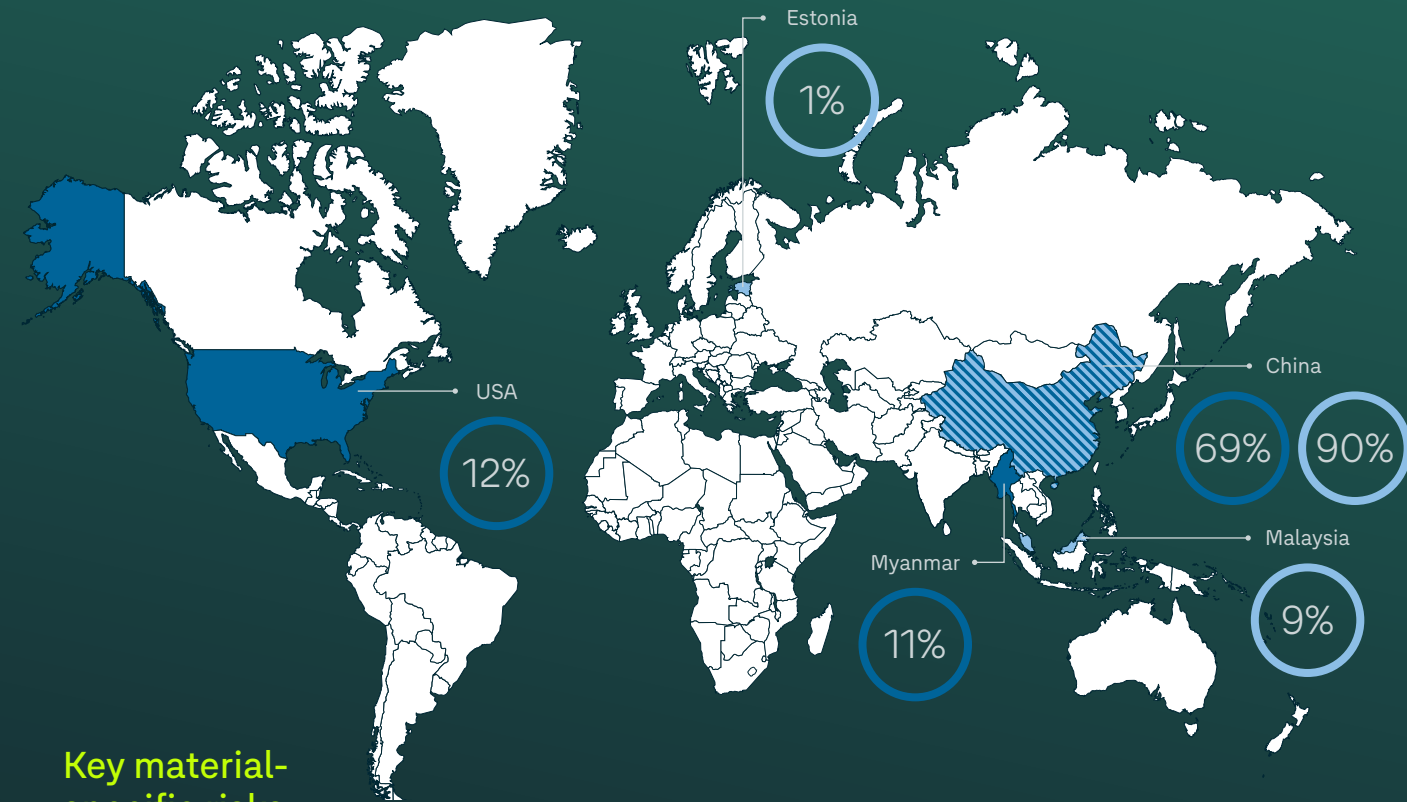 Estonia
1%
USA
12%
China
69% 90%
Malaysia
9%
Myanmar
11%
Key material-